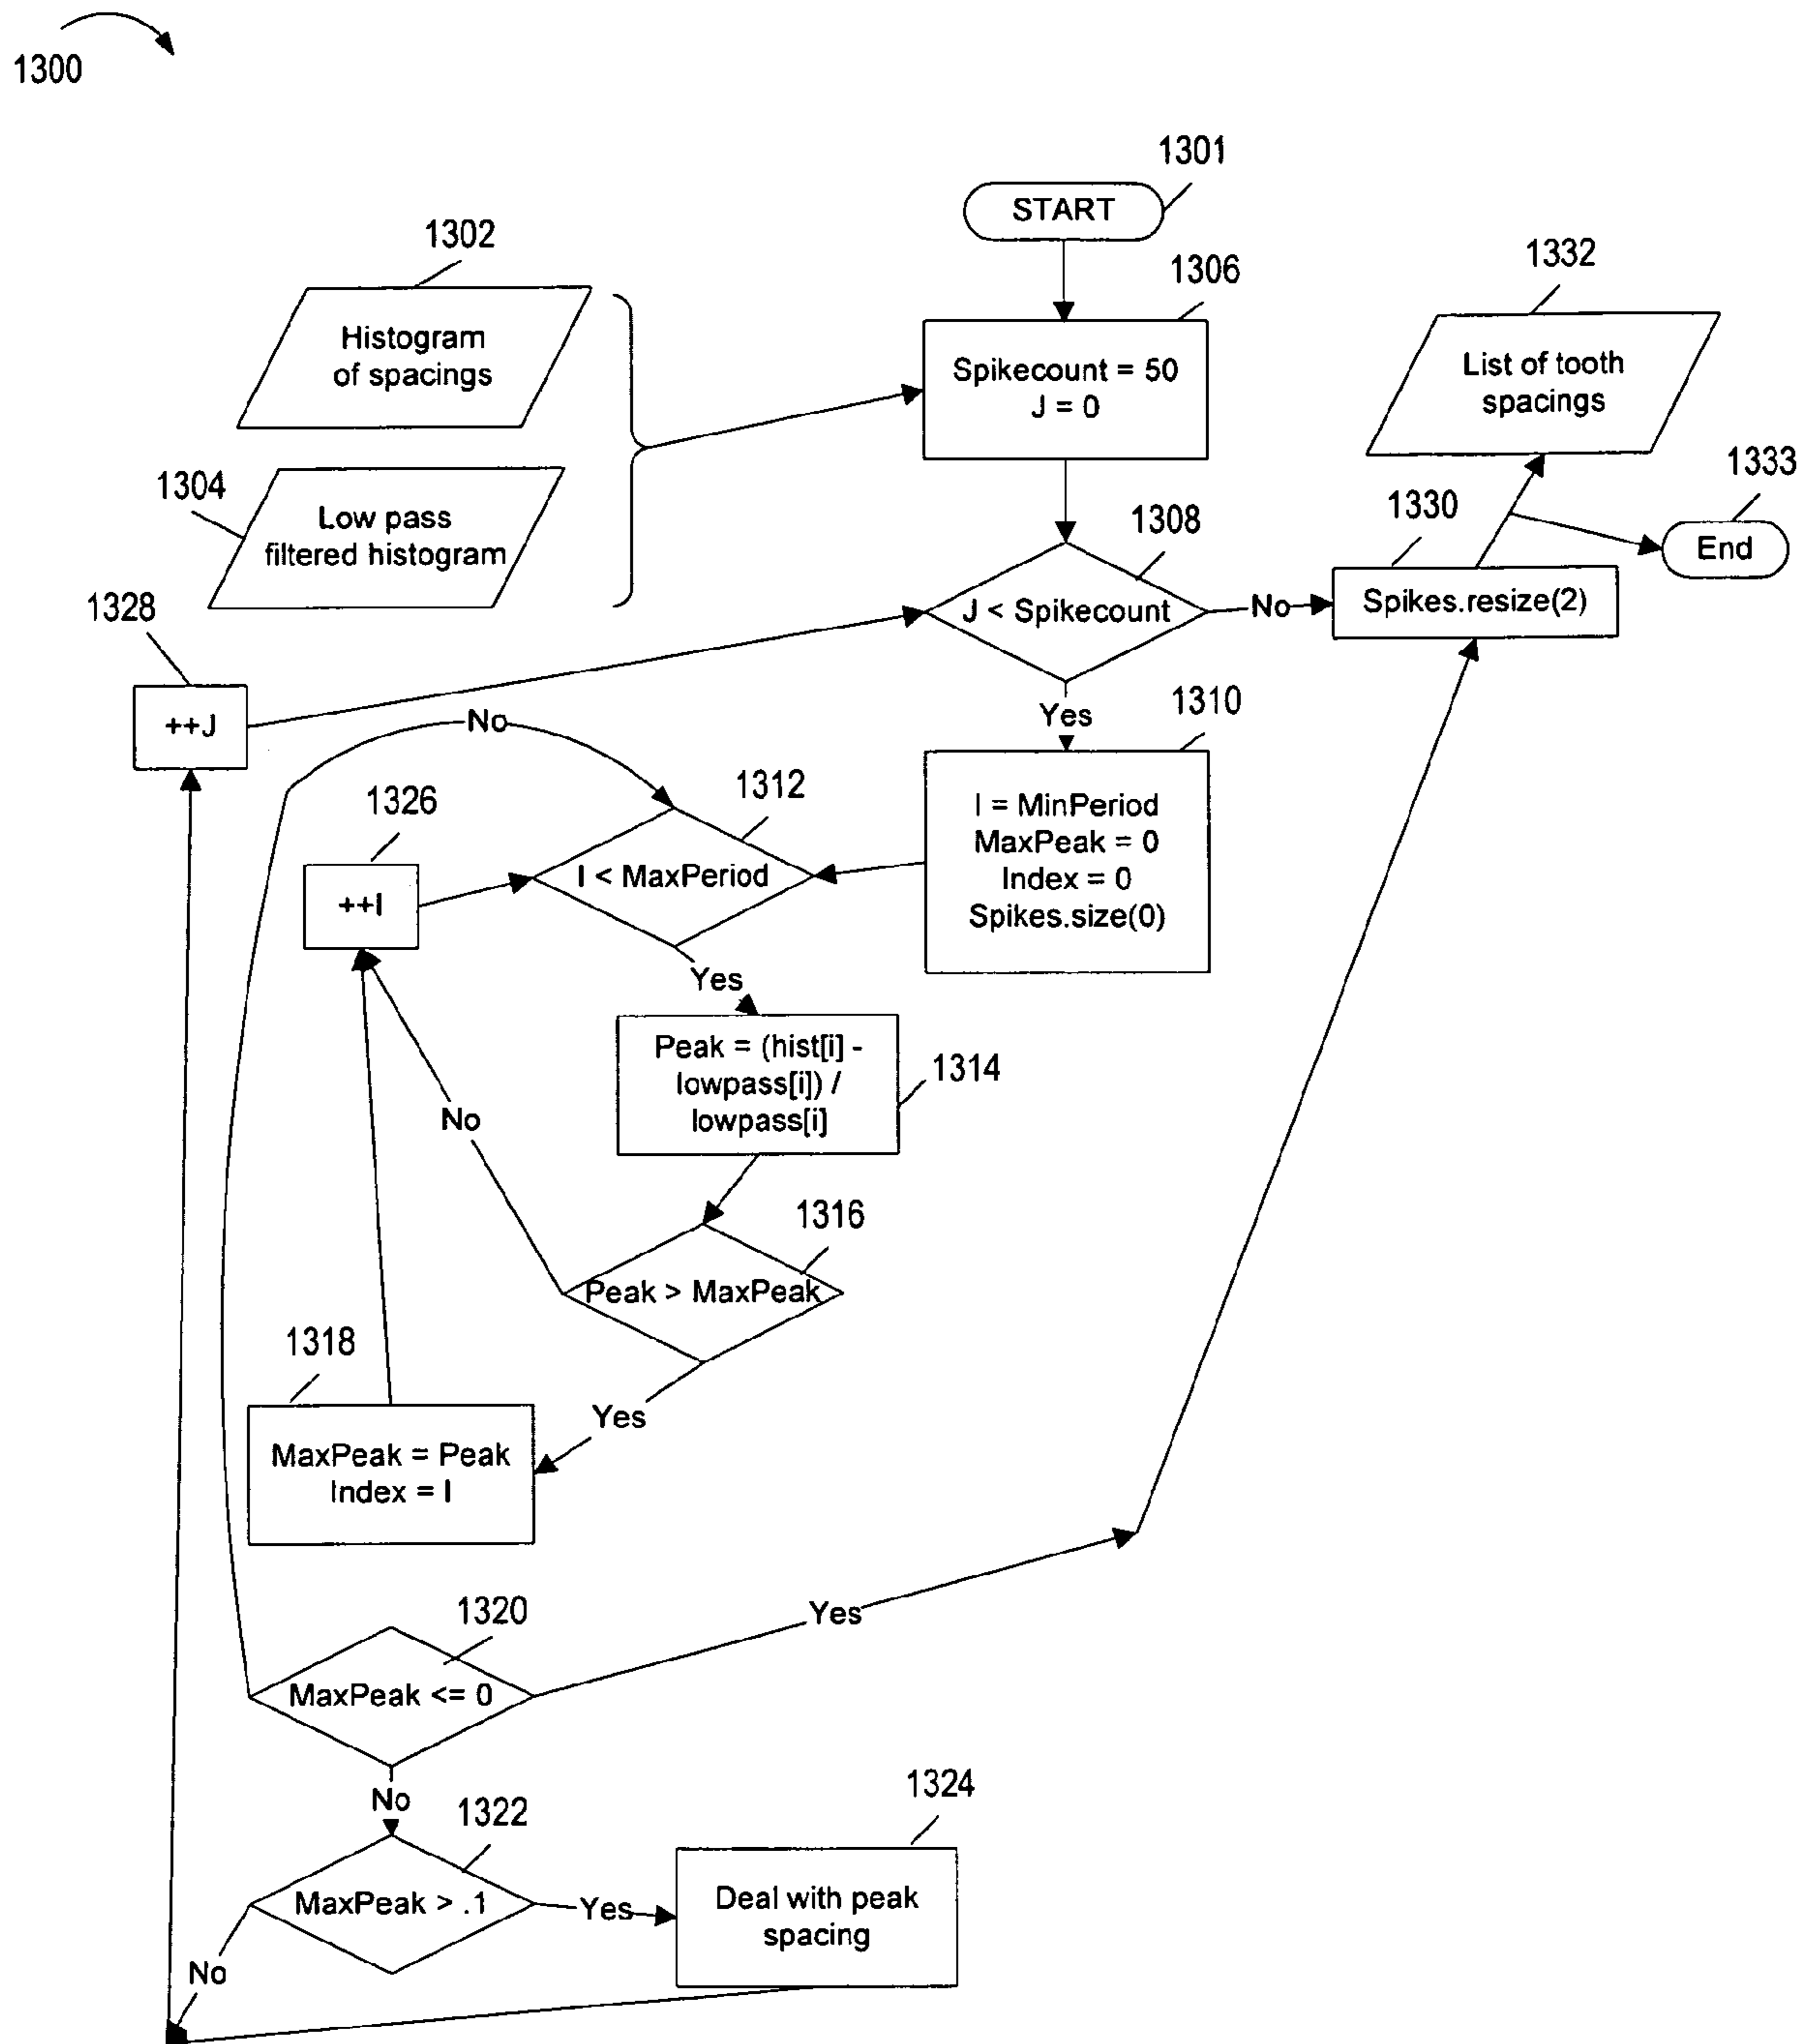 1300
1301
START
1302
Histogram
of spacings
1306
Spikecount = 50
J = 0
1332
List of tooth
spacings
1304
Low pass
filtered histogram
1333
End
1308
J < Spikecount
No
1330
Spikes.resize(2)
1328
++J
Yes
1310
I = MinPeriod
MaxPeak = 0
Index = 0
Spikes.size(0)
No
1312
I < MaxPeriod
1326
++I
Yes
Peak = (hist[i] -
lowpass[i]) /
lowpass[i]
1314
No
1316
Peak > MaxPeak
Yes
1318
MaxPeak = Peak
Index = I
1320
MaxPeak <= 0
Yes
No
1322
MaxPeak > .1
Yes
1324
Deal with peak
spacing
No